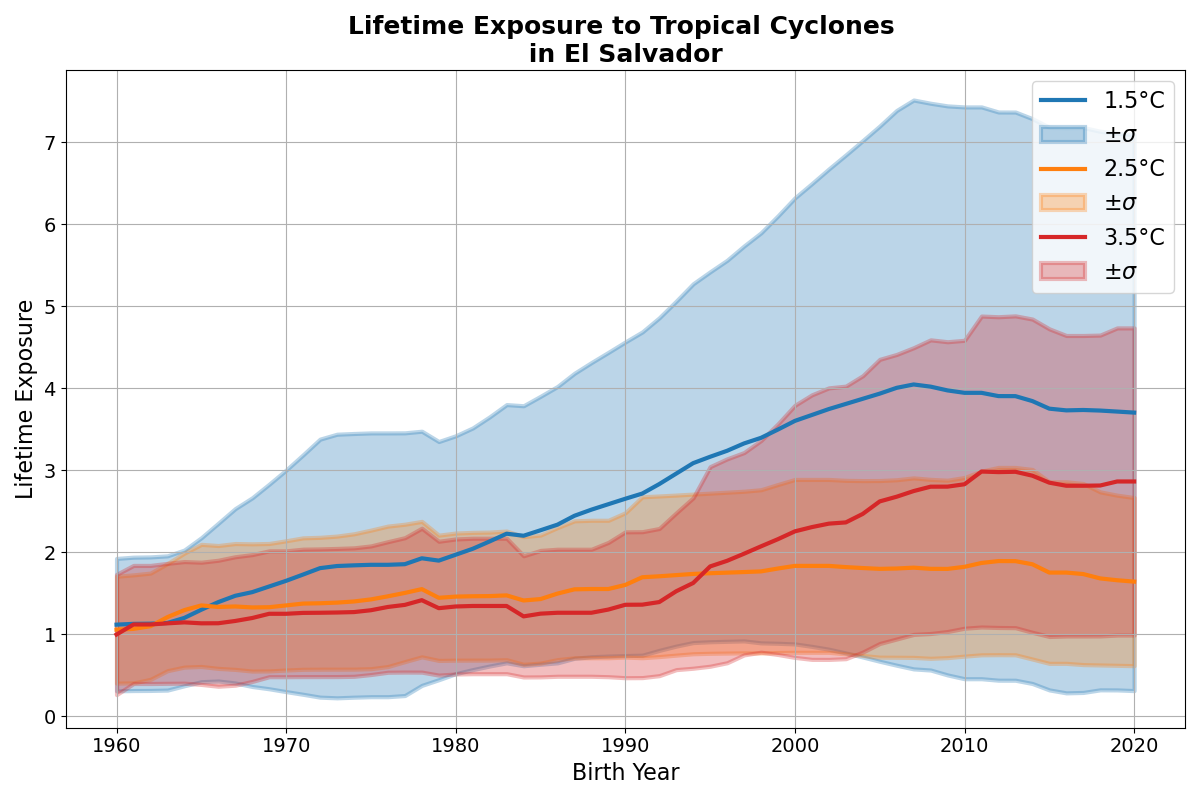 Lifetime Exposure to Tropical Cyclones
in El Salvador
Lifetime Exposure
7
6
5
4
3
2
1
0
1.5°C
±σ
2.5°C
±σ
3.5°C
±σ
1960 1970 1980 1990 2000 2010 2020
Birth Year